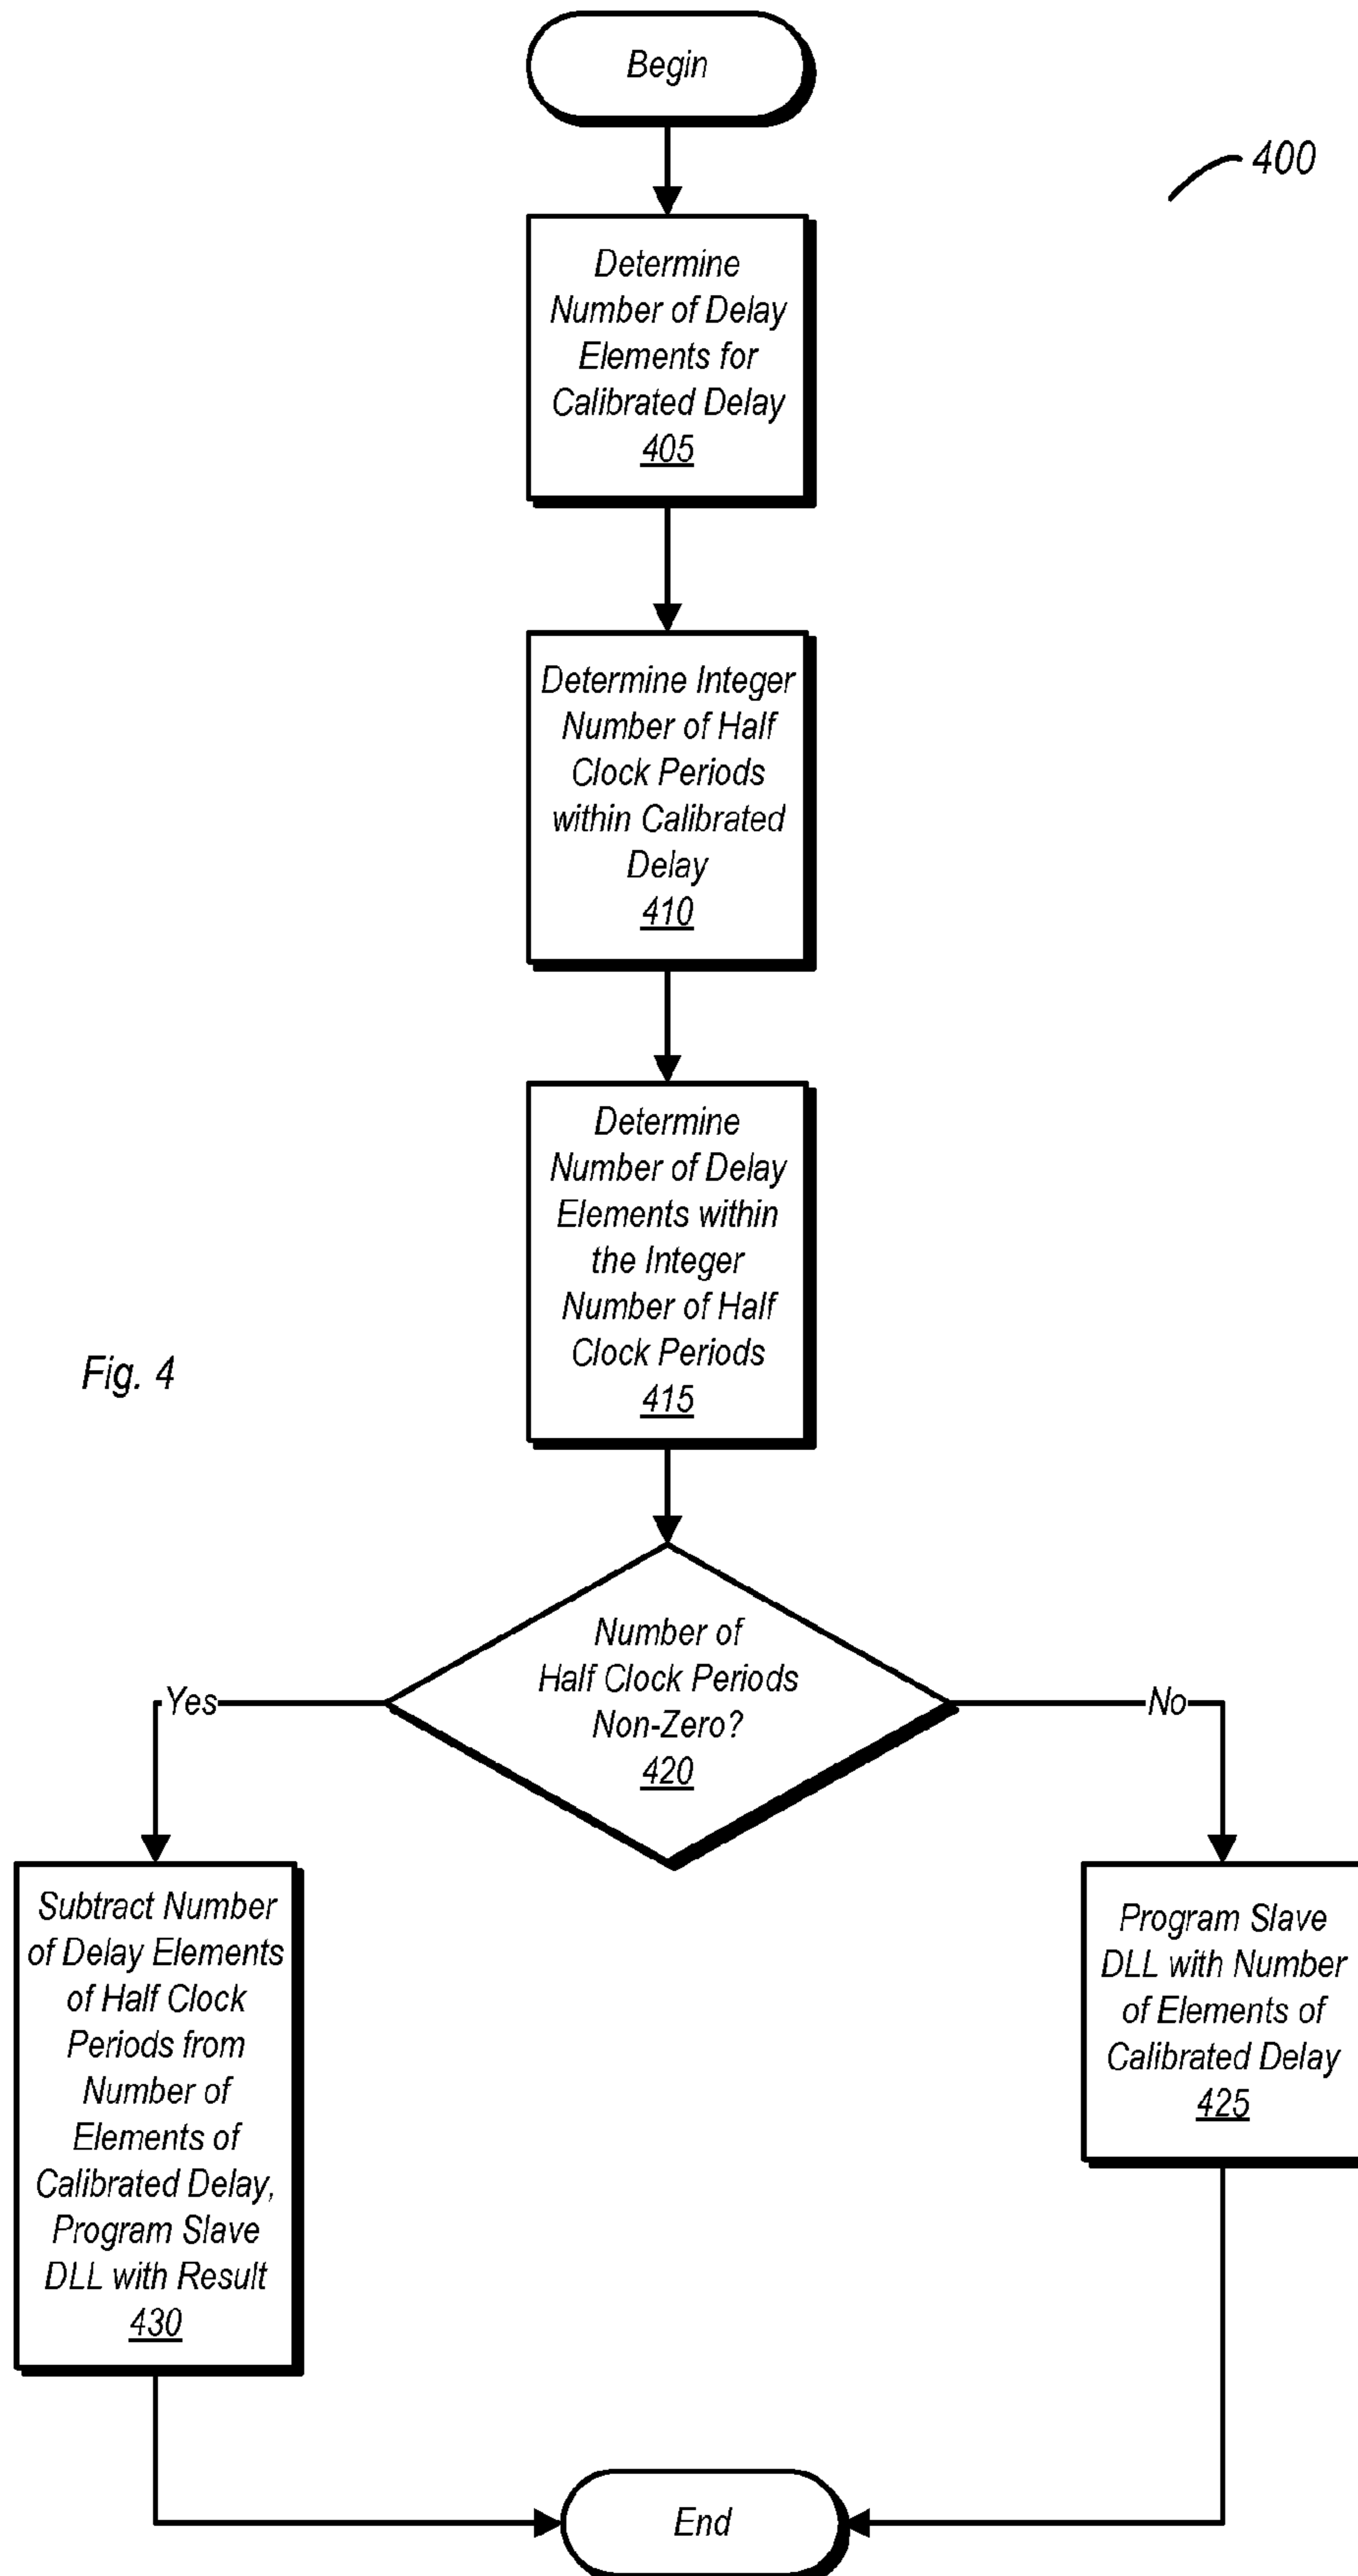 Begin
400
Determine
Number of Delay
Elements for
Calibrated Delay
405
Determine Integer
Number of Half
Clock Periods
within Calibrated
Delay
410
Determine
Number of Delay
Elements within
the Integer
Number of Half
Clock Periods
415
Fig. 4
Number of
Half Clock Periods
Non-Zero?
420
Yes
No
Subtract Number
of Delay Elements
of Half Clock
Periods from
Number of
Elements of
Calibrated Delay,
Program Slave
DLL with Result
430
Program Slave
DLL with Number
of Elements of
Calibrated Delay
425
End